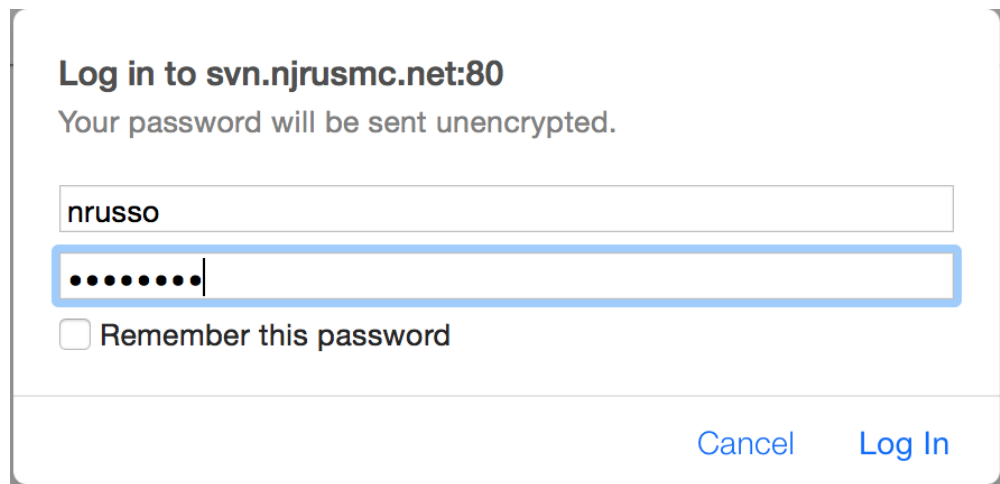 Log in to svn.njrusmc.net:80
Your password will be sent unencrypted.
nrusso
••••••••
Remember this password
Cancel Log In